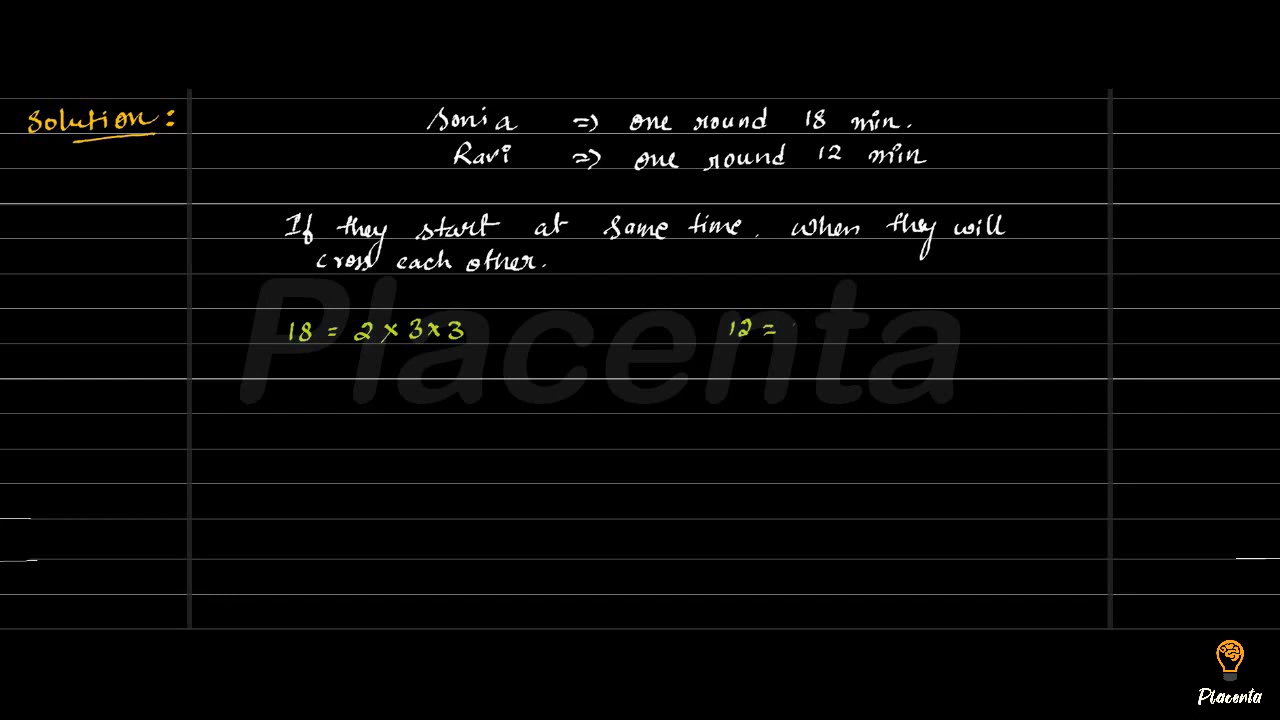 Solution:
Sonia => one round 18 min.
Ravi => one round 12 min
If they start at same time. when they will
cross each other.
18 = 2 × 3 × 3
12 =
Placenta
Placenta